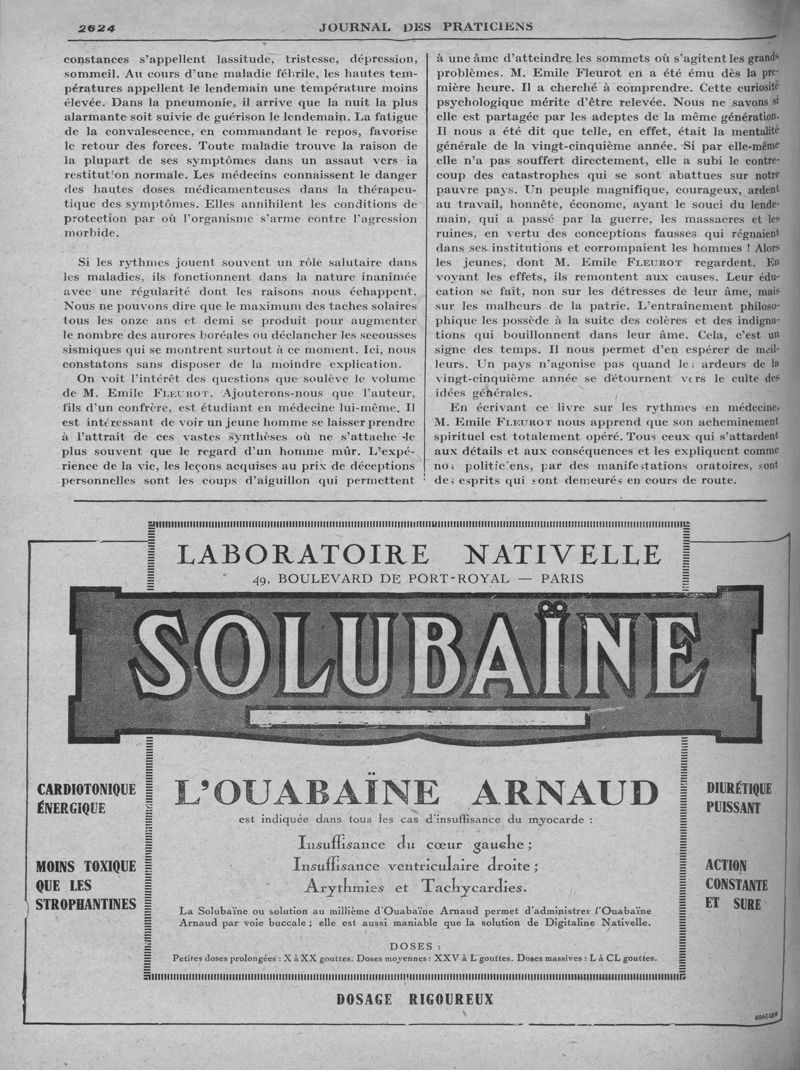 2624
JOURNAL DES PRATICIENS
constances s'appellent lassitude, tristesse, dépression,
sommeil. Au cours d'une maladie fébrile, les hautes tem-
pératures appellent le lendemain une température moins
élevée. Dans la pneumonie, il arrive que la nuit la plus
alarmante soit suivie de guérison le lendemain. La fatigue
de la convalescence, en commandant le repos, favorise
le retour des forces. Toute maladie trouve la raison de
la plupart de ses symptômes dans un assaut vers la
restitution normale. Les médecins connaissent le danger
des hautes doses médicamenteuses dans la thérapeu-
tique des symptômes. Elles annihilent les conditions de
protection par où l'organisme s'arme contre l'agression
morbide.
Si les rythmes jouent souvent un rôle salutaire dans
les maladies, ils fonctionnent dans la nature inanimée
avec une régularité dont les raisons nous échappent.
Nous ne pouvons dire que le maximum des taches solaires
tous les onze ans et demi se produit pour augmenter
le nombre des aurores boréales ou déclancher les secousses
sismiques qui se montrent surtout à ce moment. Ici, nous
constatons sans disposer de la moindre explication.
On voit l'intérêt des questions que soulève le volume
de M. Emile FLEUROT. Ajouterons-nous que l'auteur,
fils d'un confrère, est étudiant en médecine lui-même. Il
est intéressant de voir un jeune homme se laisser prendre
à l'attrait de ces vastes synthèses où ne s'attache le
plus souvent que le regard d'un homme mûr. L'expé-
rience de la vie, les leçons acquises au prix de déceptions
personnelles sont les coups d'aiguillon qui permettent
à une âme d'atteindre les sommets où s'agitent les grands
problèmes. M. Emile Fleurot en a été ému dès la pre-
mière heure. Il a cherché à comprendre. Cette curiosité
psychologique mérite d'être relevée. Nous ne savons si
elle est partagée par les adeptes de la même génération.
Il nous a été dit que telle, en effet, était la mentalité
générale de la vingt-cinquième année. Si par elle-même
elle n'a pas souffert directement, elle a subi le contre-
coup des catastrophes qui se sont abattues sur notre
pauvre pays. Un peuple magnifique, courageux, ardent
au travail, honnête, économe, ayant le souci du lende-
main, qui a passé par la guerre, les massacres et les
ruines, en vertu des conceptions fausses qui régnaient
dans ses institutions et corrompaient les hommes ! Alors
les jeunes, dont M. Emile FLEUROT regardent. En
voyant les effets, ils remontent aux causes. Leur édu-
cation se fait, non sur les détresses de leur âme, mais
sur les malheurs de la patrie. L'entraînement philoso-
phique les possède à la suite des colères et des indigna-
tions qui bouillonnent dans leur âme. Cela, c'est un
signe des temps. Il nous permet d'en espérer de meil-
leurs. Un pays n'agonise pas quand les ardeurs de la
vingt-cinquième année se détournent vers le culte des
idées générales.
En écrivant ce livre sur les rythmes en médecine,
M. Emile FLEUROT nous apprend que son acheminement
spirituel est totalement opéré. Tous ceux qui s'attardent
aux détails et aux conséquences et les expliquent comme
nos politiciens, par des manifestations oratoires, sont
des esprits qui sont demeurés en cours de route.
LABORATOIRE NATIVELLE
49, BOULEVARD DE PORT-ROYAL — PARIS
SOLUBAÏNE
CARDIOTONIQUE
ÉNERGIQUE
MOINS TOXIQUE
QUE LES
STROPHANTINES
L'OUABAÏNE ARNAUD
est indiquée dans tous les cas d'insuffisance du myocarde :
Insuffisance du cœur gauche ;
Insuffisance ventriculaire droite ;
Arythmies et Tachycardies.
La Solubaïne ou solution au millième d'Ouabaïne Arnaud permet d'administrer l'Ouabaïne
Arnaud par voie buccale ; elle est aussi maniable que la solution de Digitaline Nativelle.
DOSES :
Petites doses prolongées : X à XX gouttes. Doses moyennes : XXV à L gouttes. Doses massives : L à CL gouttes.
DIURÉTIQUE
PUISSANT
ACTION
CONSTANTE
ET SURE
DOSAGE RIGOUREUX
DRAEGER